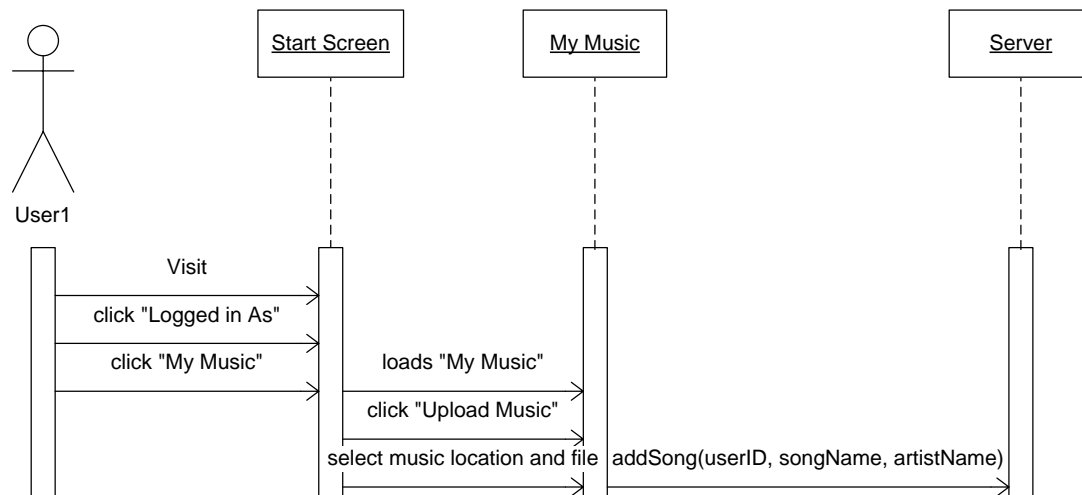 Start Screen
My Music
Server
User1
Visit
click "Logged in As"
click "My Music"
loads "My Music"
click "Upload Music"
select music location and file
addSong(userID, songName, artistName)